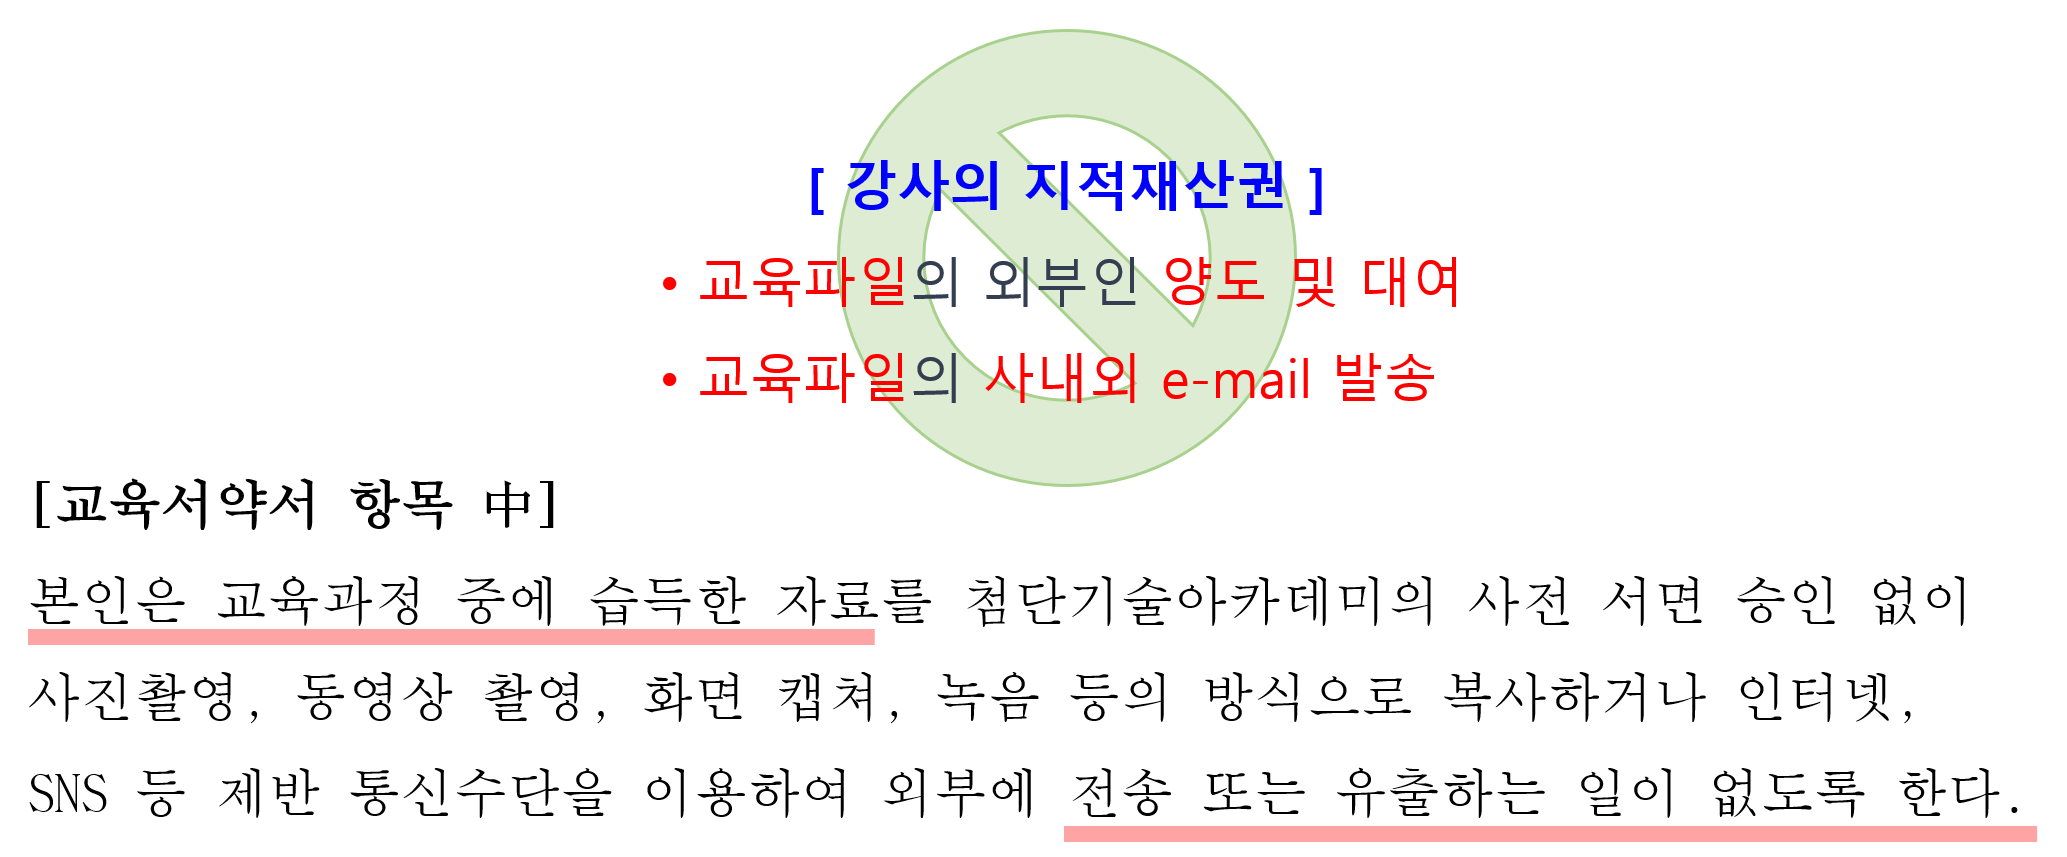 [ 강사의 지적재산권 ]
• 교육파일의 외부인 양도 및 대여
• 교육파일의 사내외 e-mail 발송
[교육서약서 항목 中]
본인은 교육과정 중에 습득한 자료를 첨단기술아카데미의 사전 서면 승인 없이
사진촬영, 동영상 촬영, 화면 캡쳐, 녹음 등의 방식으로 복사하거나 인터넷,
SNS 등 제반 통신수단을 이용하여 외부에 전송 또는 유출하는 일이 없도록 한다.